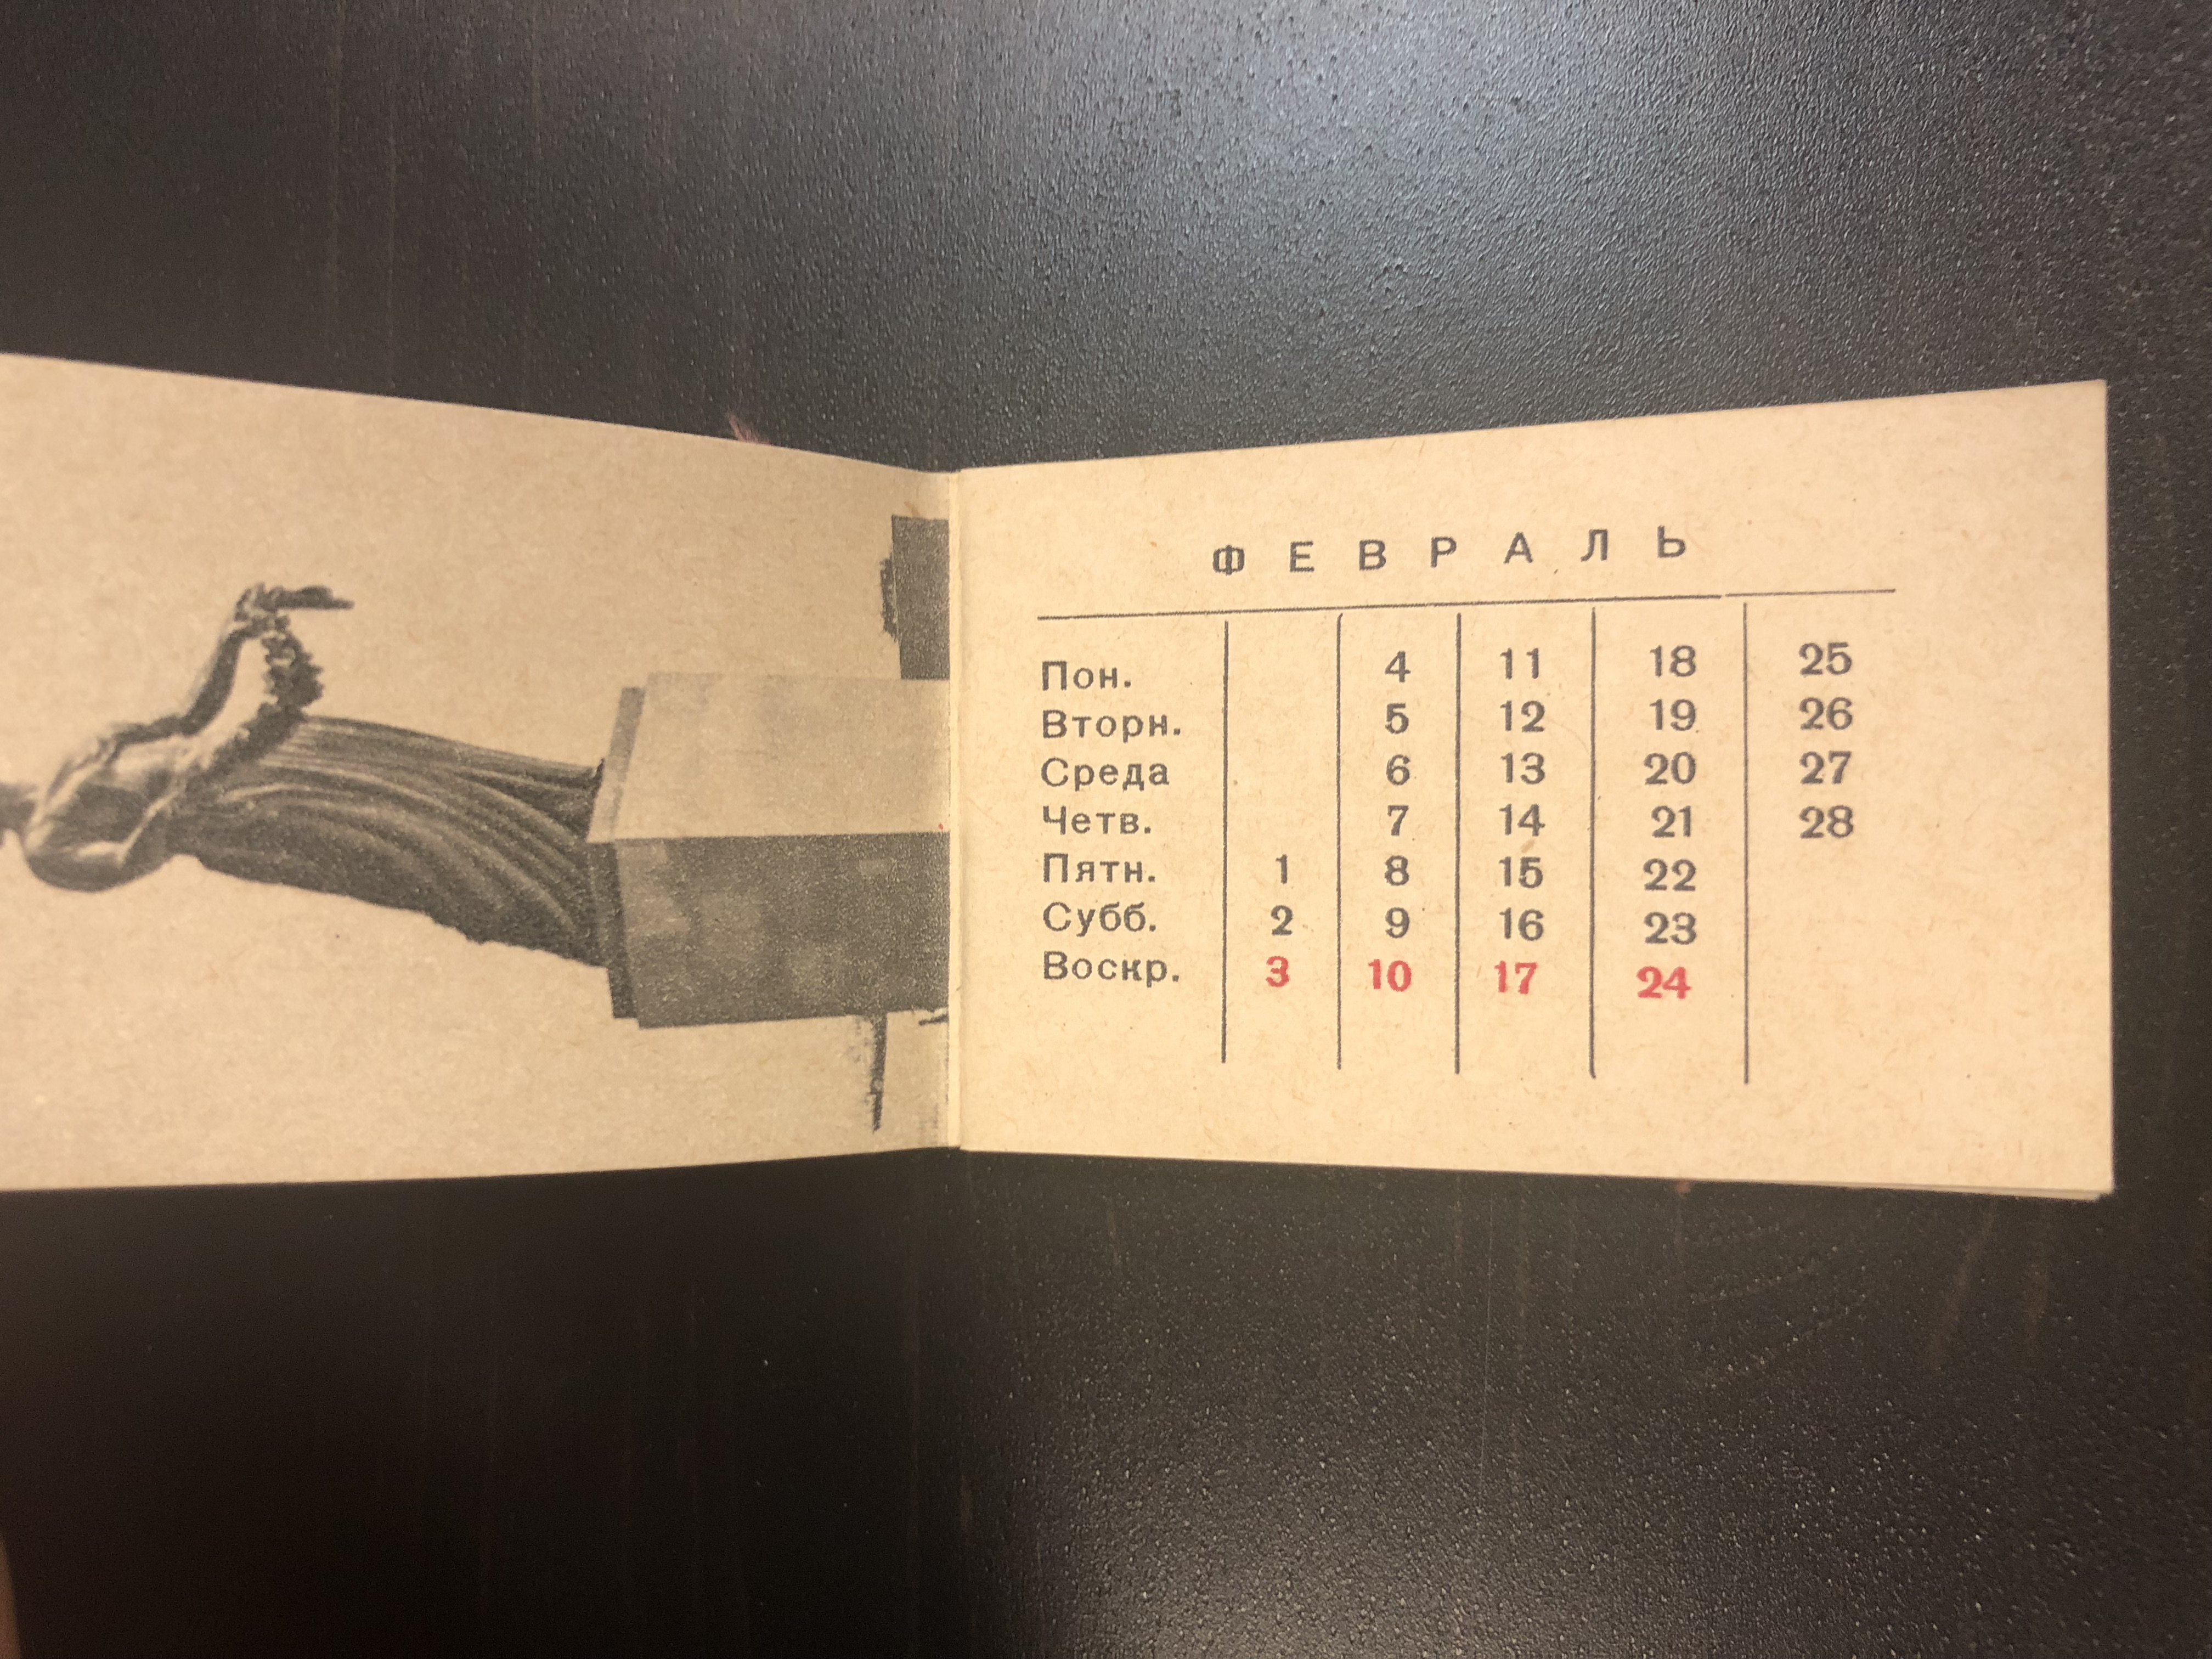 ФЕВРАЛЬ
Пон. 4 11 18 25
Вторн. 5 12 19 26
Среда 6 13 20 27
Четв. 7 14 21 28
Пятн. 1 8 15 22
Субб. 2 9 16 23
Воскр. 3 10 17 24